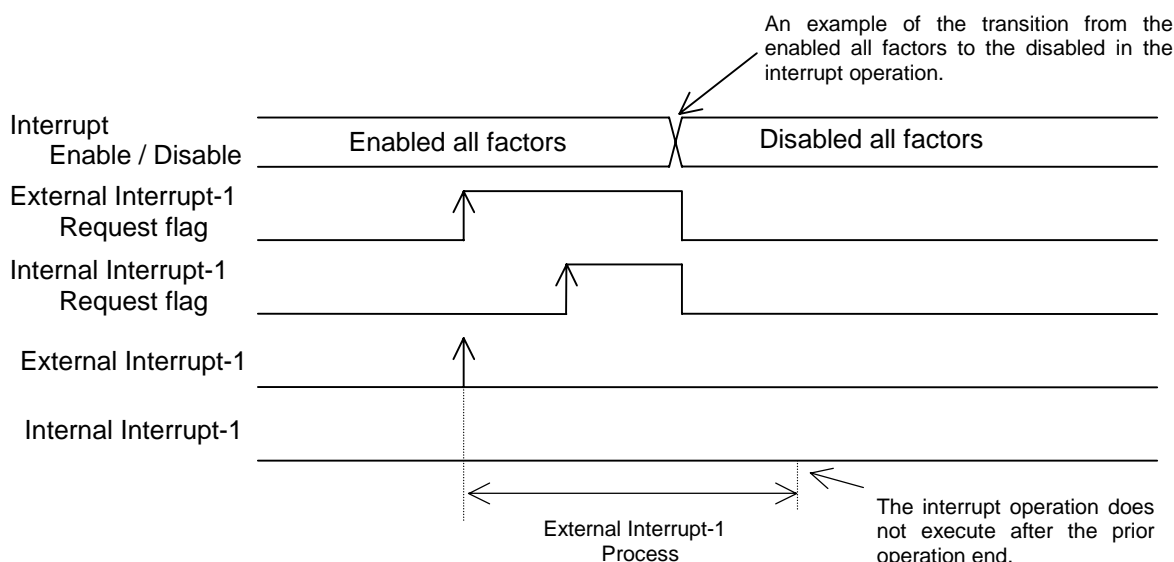 An example of the transition from the
enabled all factors to the disabled in the
interrupt operation.
Interrupt
Enable / Disable
Enabled all factors
Disabled all factors
External Interrupt-1
Request flag
Internal Interrupt-1
Request flag
External Interrupt-1
Internal Interrupt-1
External Interrupt-1
Process
The interrupt operation does
not execute after the prior
operation end.